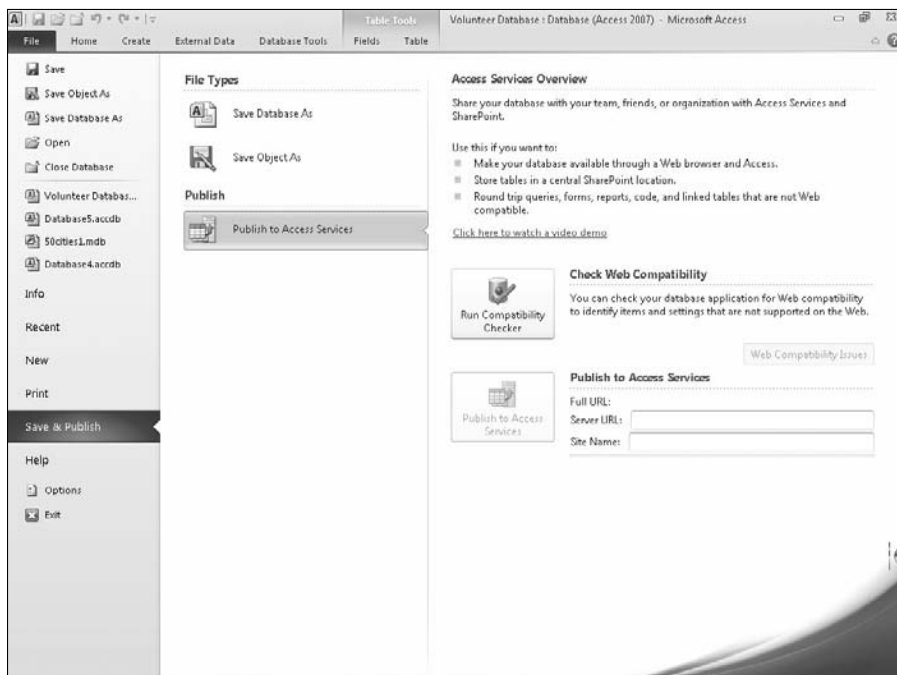 Table Tools
Volunteer Database : Database (Access 2007) - Microsoft Access
File Home Create External Data Database Tools Fields Table
Save
Save Object As
Save Database As
Open
Close Database
Volunteer Databas...
Database5.accdb
50cities1.mdb
Database4.accdb
Info
Recent
New
Print
Save & Publish
Help
Options
Exit
File Types
Save Database As
Save Object As
Publish
Publish to Access Services
Access Services Overview
Share your database with your team, friends, or organization with Access Services and
SharePoint.
Use this if you want to:
Make your database available through a Web browser and Access.
Store tables in a central SharePoint location.
Round trip queries, forms, reports, code, and linked tables that are not Web
compatible.
Click here to watch a video demo
Run Compatibility
Checker
Check Web Compatibility
You can check your database application for Web compatibility
to identify items and settings that are not supported on the Web.
Web Compatibility Issues
Publish to Access
Services
Publish to Access Services
Full URL:
Server URL:
Site Name: